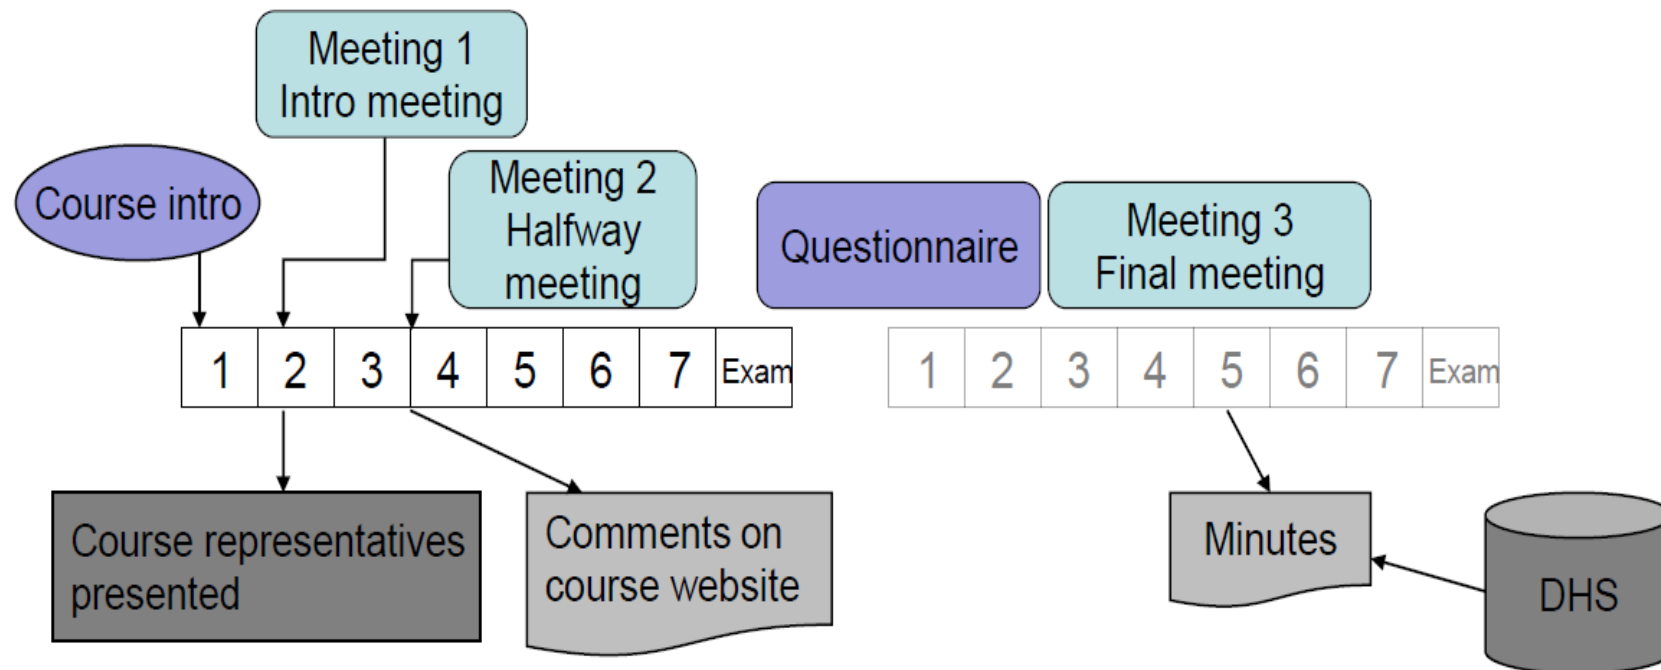 Meeting 1
Intro meeting
Course intro
Meeting 2
Halfway
meeting
Questionnaire
Meeting 3
Final meeting
1 2 3 4 5 6 7 Exam
1 2 3 4 5 6 7 Exam
Course representatives
presented
Comments on
course website
Minutes
DHS